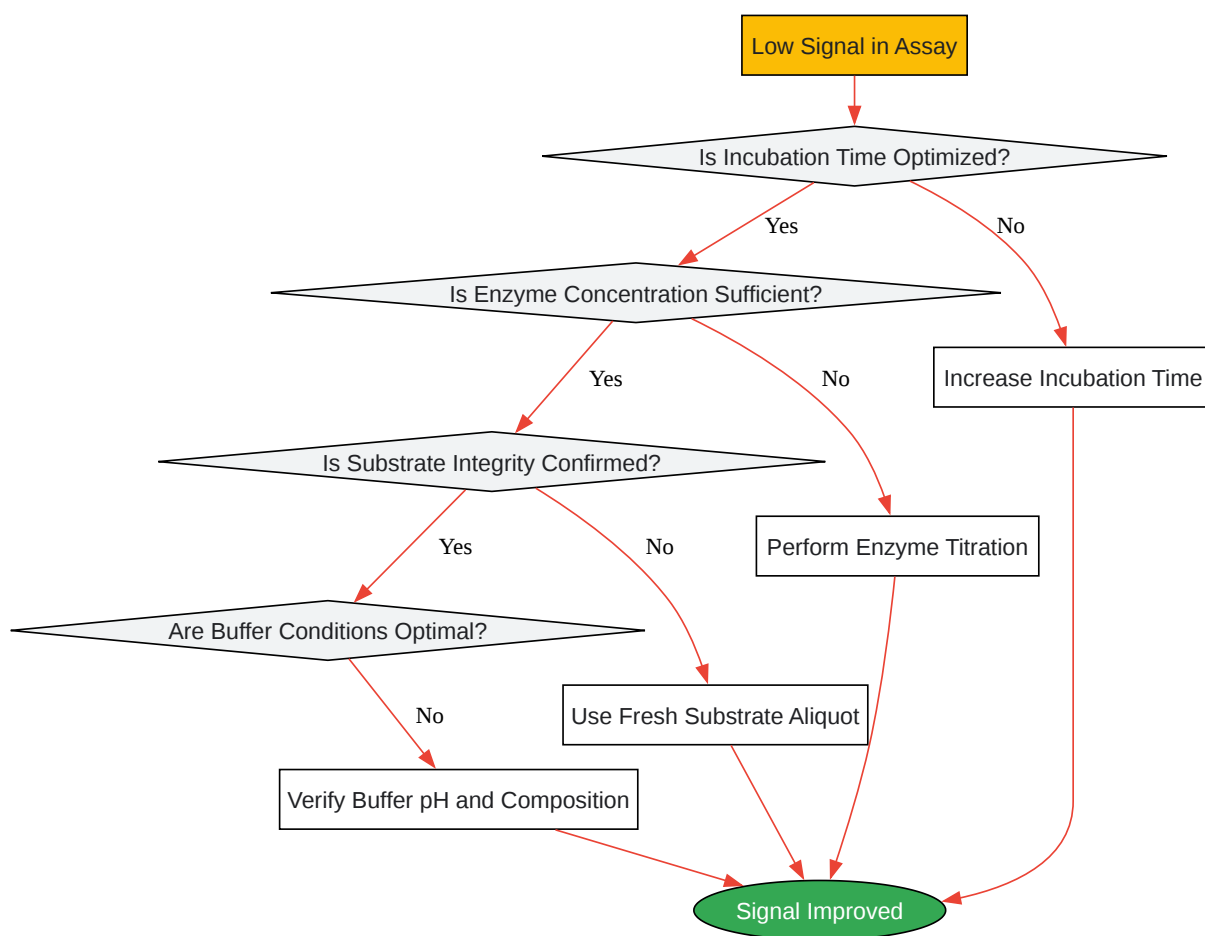 Low Signal in Assay
Is Incubation Time Optimized?
Yes
No
Is Enzyme Concentration Sufficient?
Increase Incubation Time
Yes
No
Is Substrate Integrity Confirmed?
Perform Enzyme Titration
Yes
No
Are Buffer Conditions Optimal?
Use Fresh Substrate Aliquot
No
Verify Buffer pH and Composition
Signal Improved